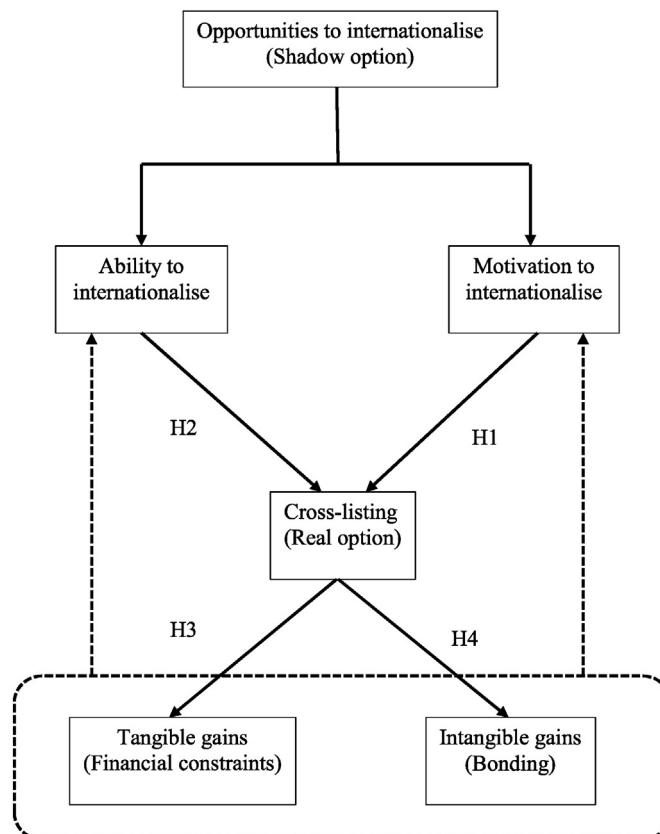 Opportunities to internationalise
(Shadow option)
Ability to
internationalise
Motivation to
internationalise
H2
H1
Cross-listing
(Real option)
H3
H4
Tangible gains
(Financial constraints)
Intangible gains
(Bonding)